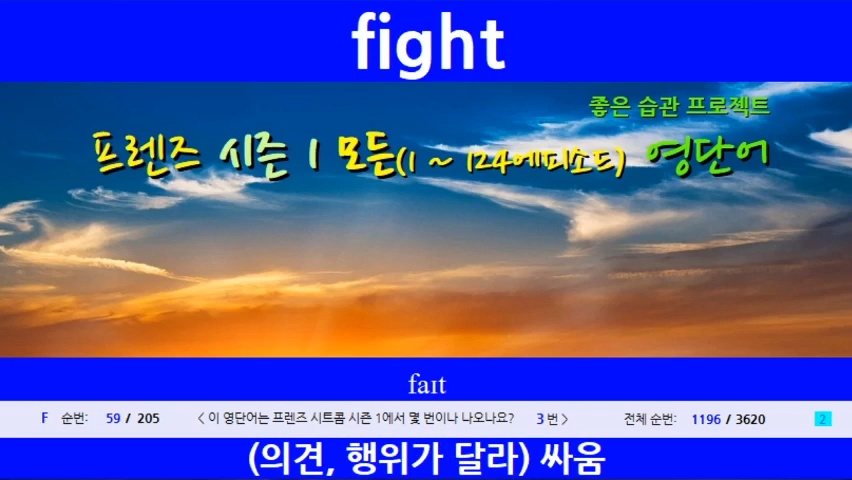 fight
좋은 습관 프로젝트
프렌즈 시즌 1 모든(1 ~ 124에피소드) 영단어
faɪt
F 순번: 59 / 205 < 이 영단어는 프렌즈 시트콤 시즌 1에서 몇 번이나 나오나요? 3 번 > 전체 순번: 1196 / 3620 2
(의견, 행위가 달라) 싸움